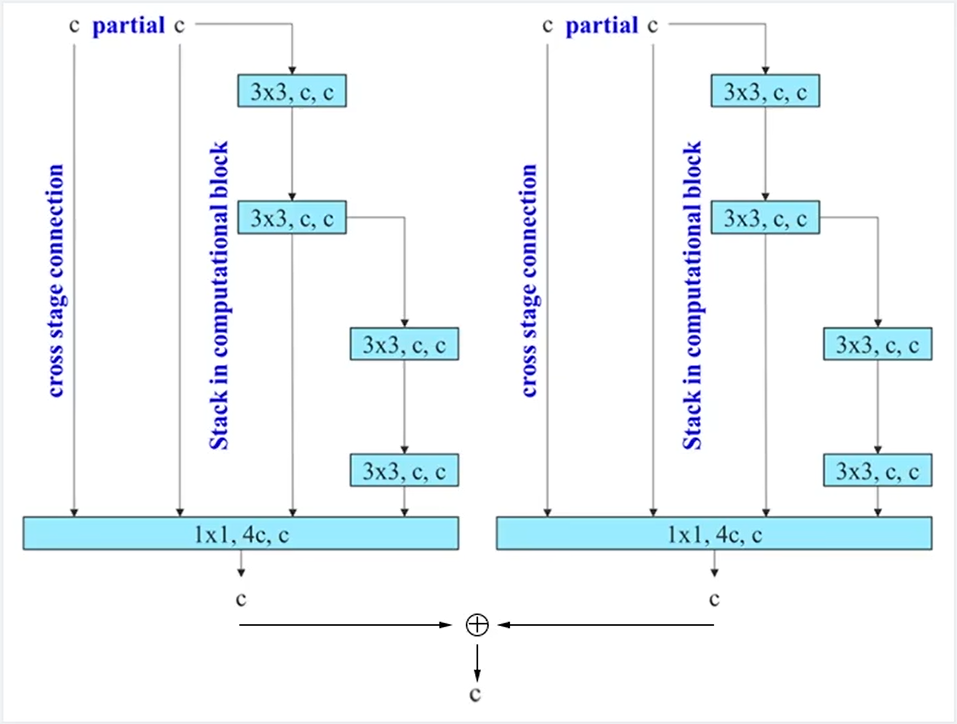 c partial c
3x3, c, c
cross stage connection
Stack in computational block
3x3, c, c
3x3, c, c
3x3, c, c
1x1, 4c, c
c
c partial c
3x3, c, c
cross stage connection
Stack in computational block
3x3, c, c
3x3, c, c
3x3, c, c
1x1, 4c, c
c
c